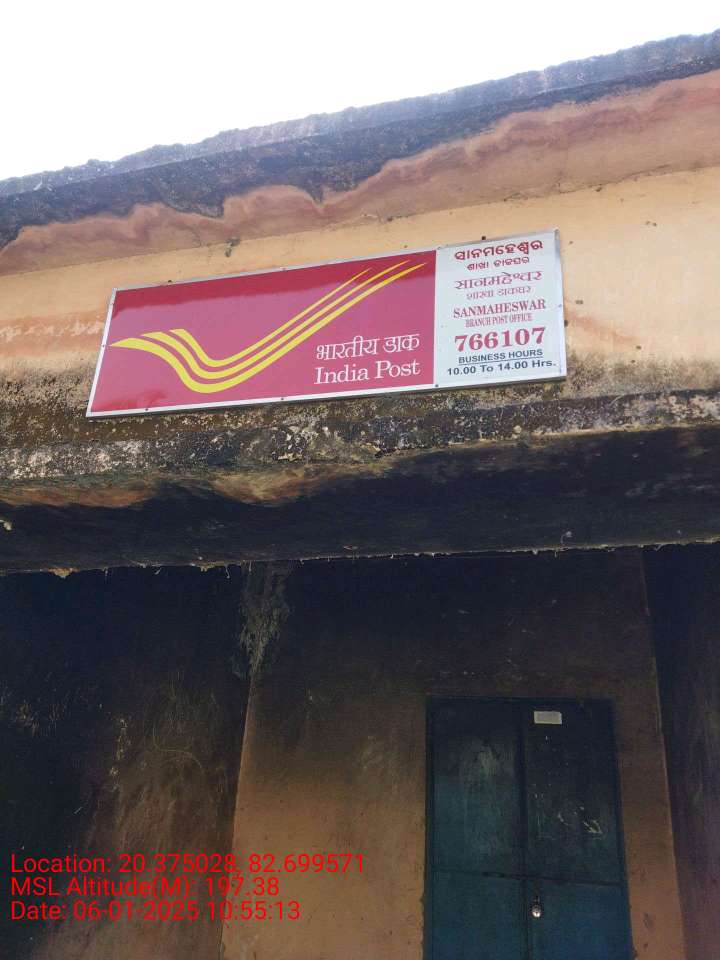 भारतीय डाक
India Post
ସାନମହେଶ୍ୱର
ଶାଖା ଡାକଘର
सानमहेश्वर
शाखा डाकघर
SANMAHESWAR
BRANCH POST OFFICE
766107
BUSINESS HOURS
10.00 To 14.00 Hrs.
Location: 20.375028, 82.699571
MSL Altitude(M): 197.38
Date: 06-01-2025 10:55:13